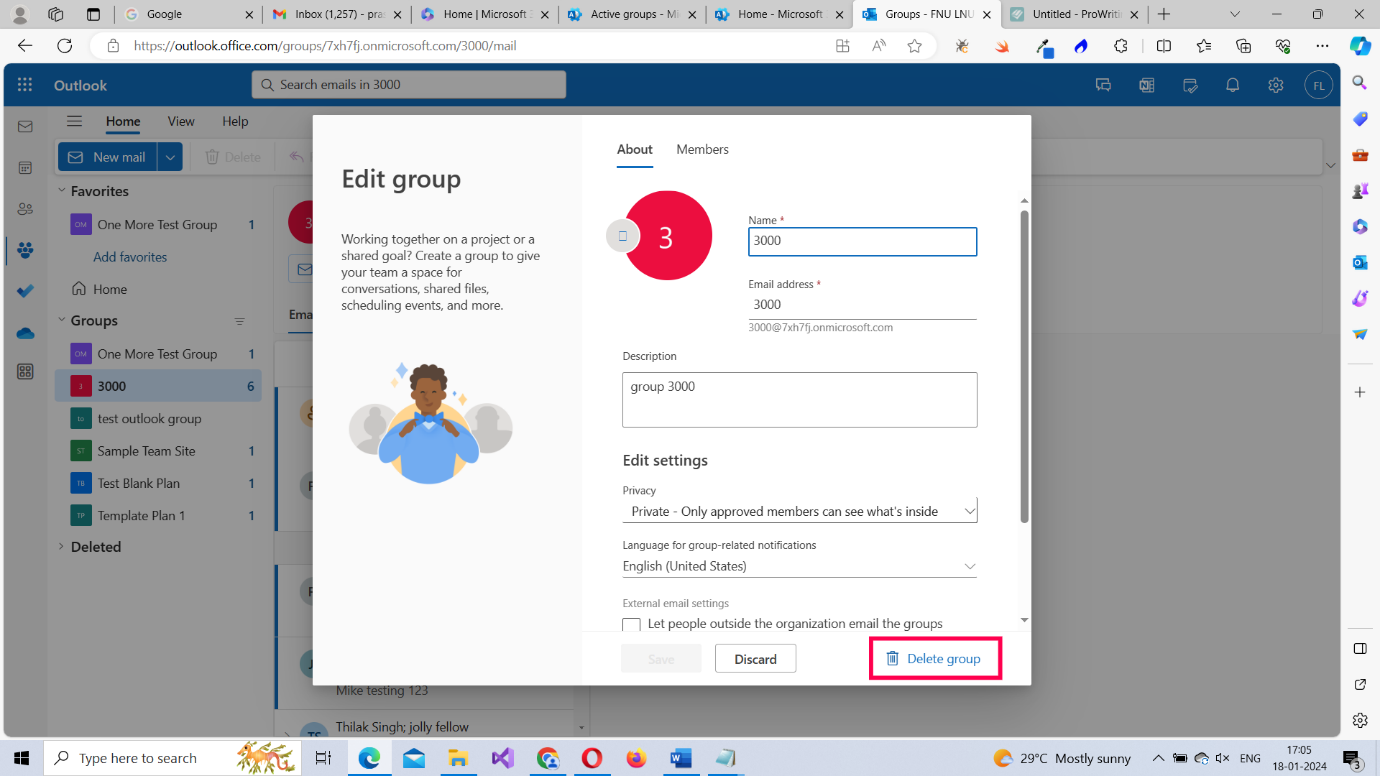 Google
Inbox (1,257) - pra
Home | Microsoft
Active groups - Mi
Home - Microsoft
Groups - FNU LNU
Untitled - ProWriti
https://outlook.office.com/groups/7xh7fj.onmicrosoft.com/3000/mail
Outlook
Search emails in 3000
FL
Home
View
Help
New mail
Delete
Favorites
OM One More Test Group 1
Add favorites
Home
Groups
OM One More Test Group 1
3000 6
to test outlook group
ST Sample Team Site 1
TB Test Blank Plan 1
TP Template Plan 1 1
Deleted
3
Ema
Mike testing 123
TS
Thilak Singh; jolly fellow
Edit group
Working together on a project or a
shared goal? Create a group to give
your team a space for
conversations, shared files,
scheduling events, and more.
About
Members
3
Name *
3000
Email address *
3000
3000@7xh7fj.onmicrosoft.com
Description
group 3000
Edit settings
Privacy
Private - Only approved members can see what's inside
Language for group-related notifications
English (United States)
External email settings
Let people outside the organization email the groups
Save
Discard
Delete group
Type here to search
29°C Mostly sunny
ENG
17:05
18-01-2024
3